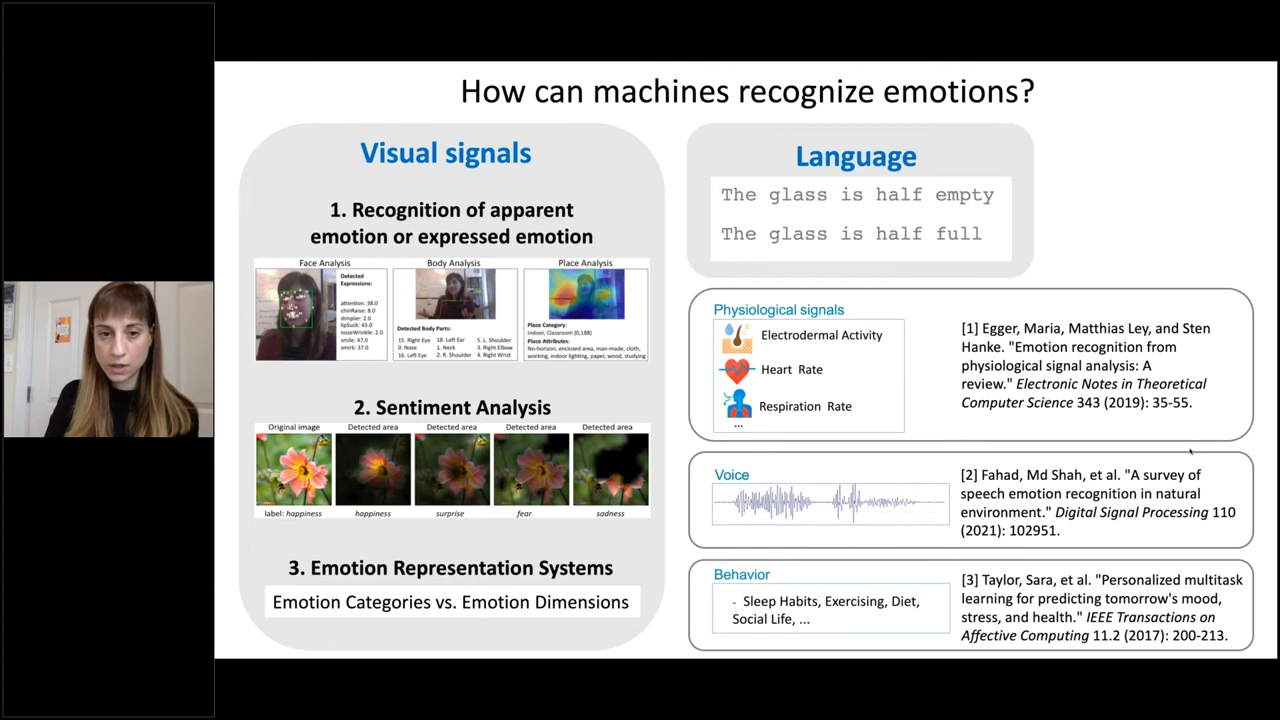 How can machines recognize emotions?
Visual signals
1. Recognition of apparent
emotion or expressed emotion
Face Analysis
Detected
Expressions:
attention: 38.0
chinRaise: 8.0
dimpler: 2.0
lipSuck: 43.0
noseWrinkle: 2.0
smile: 47.0
smirk: 37.0
Body Analysis
Detected Body Parts:
15. Right Eye 18. Left Ear 5. L. Shoulder
0. Nose 1. Neck 3. Right Elbow
16. Left Eye 2. R. Shoulder 4. Right Wrist
Place Analysis
Place Category:
Indoor, Classroom [0,188]
Place Attributes:
No-horizon, enclosed area, man-made, cloth,
working, indoor lighting, paper, wood, studying
2. Sentiment Analysis
Original image Detected area Detected area Detected area Detected area
label: happiness happiness surprise fear sadness
3. Emotion Representation Systems
Emotion Categories vs. Emotion Dimensions
Language
The glass is half empty
The glass is half full
Physiological signals
Electrodermal Activity
Heart Rate
Respiration Rate
...
[1] Egger, Maria, Matthias Ley, and Sten
Hanke. "Emotion recognition from
physiological signal analysis: A
review." Electronic Notes in Theoretical
Computer Science 343 (2019): 35-55.
Voice
[2] Fahad, Md Shah, et al. "A survey of
speech emotion recognition in natural
environment." Digital Signal Processing 110
(2021): 102951.
Behavior
- Sleep Habits, Exercising, Diet,
Social Life, ...
[3] Taylor, Sara, et al. "Personalized multitask
learning for predicting tomorrow's mood,
stress, and health." IEEE Transactions on
Affective Computing 11.2 (2017): 200-213.